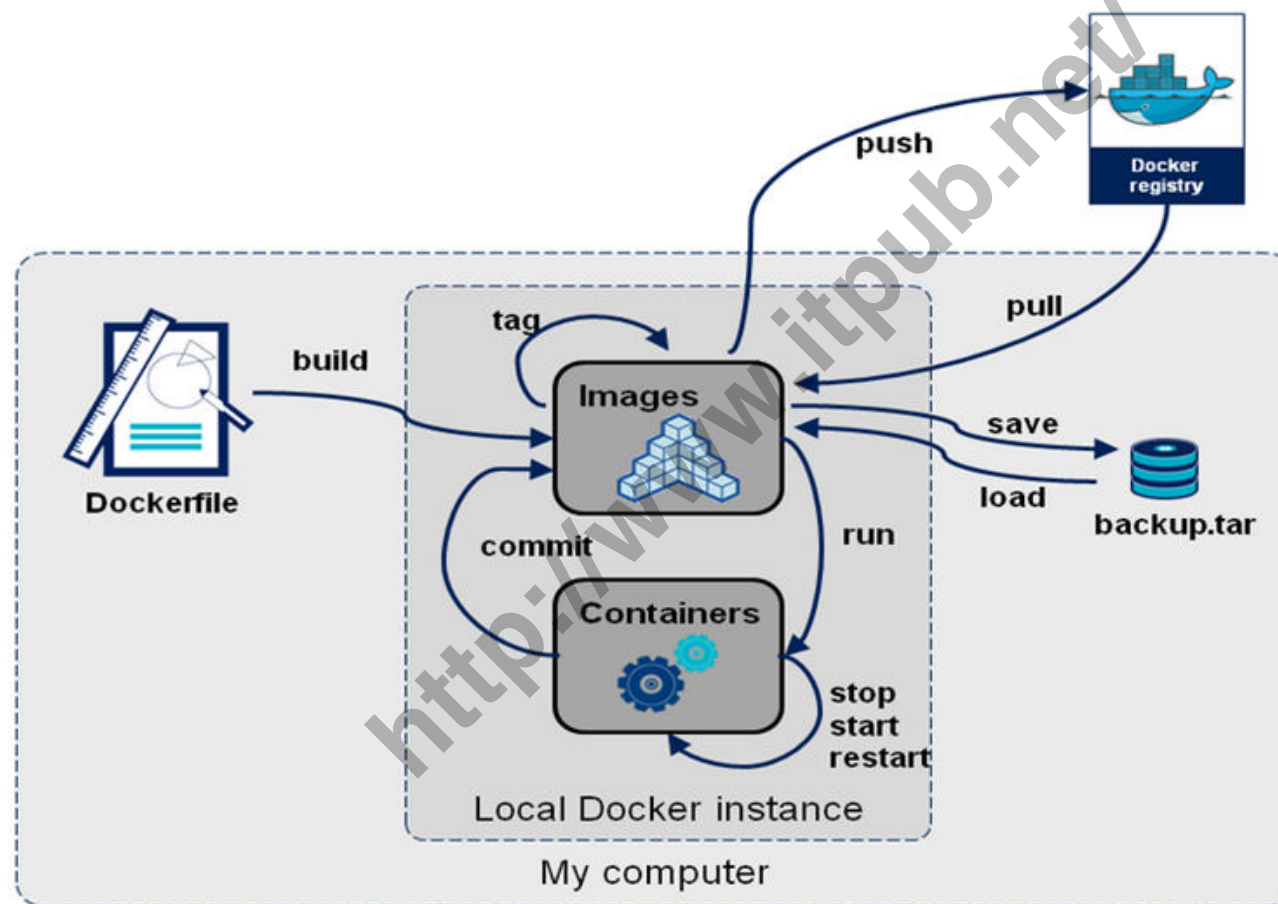 push
Docker
registry
pull
tag
build
Images
save
load
Dockerfile
backup.tar
commit
run
Containers
stop
start
restart
Local Docker instance
My computer
http://www.itpub.net/